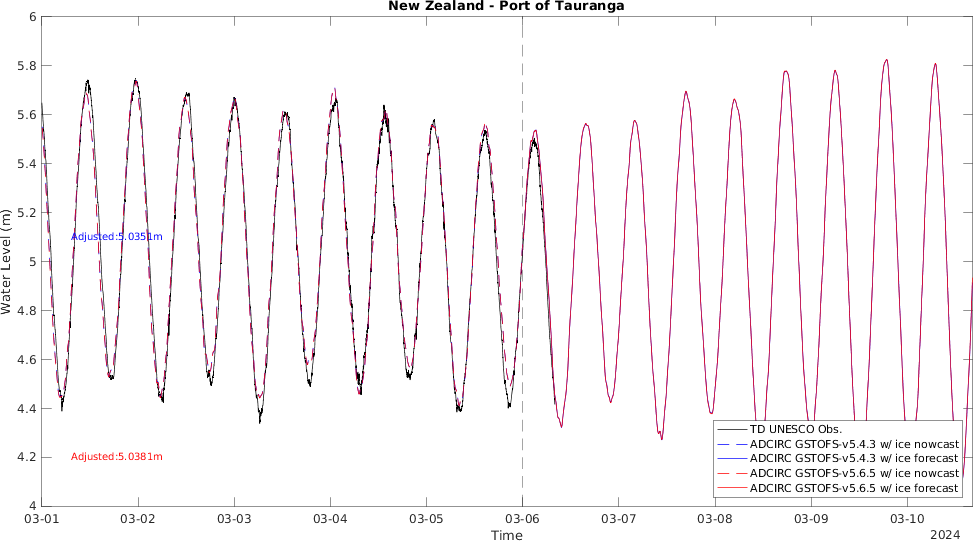 New Zealand - Port of Tauranga
6
5.8
5.6
5.4
5.2
5
4.8
4.6
4.4
4.2
4
Water Level (m)
Adjusted:5.0351m
Adjusted:5.0381m
TD UNESCO Obs.
ADCIRC GSTOFS-v5.4.3 w/ ice nowcast
ADCIRC GSTOFS-v5.4.3 w/ ice forecast
ADCIRC GSTOFS-v5.6.5 w/ ice nowcast
ADCIRC GSTOFS-v5.6.5 w/ ice forecast
03-01 03-02 03-03 03-04 03-05 03-06 03-07 03-08 03-09 03-10
Time
2024